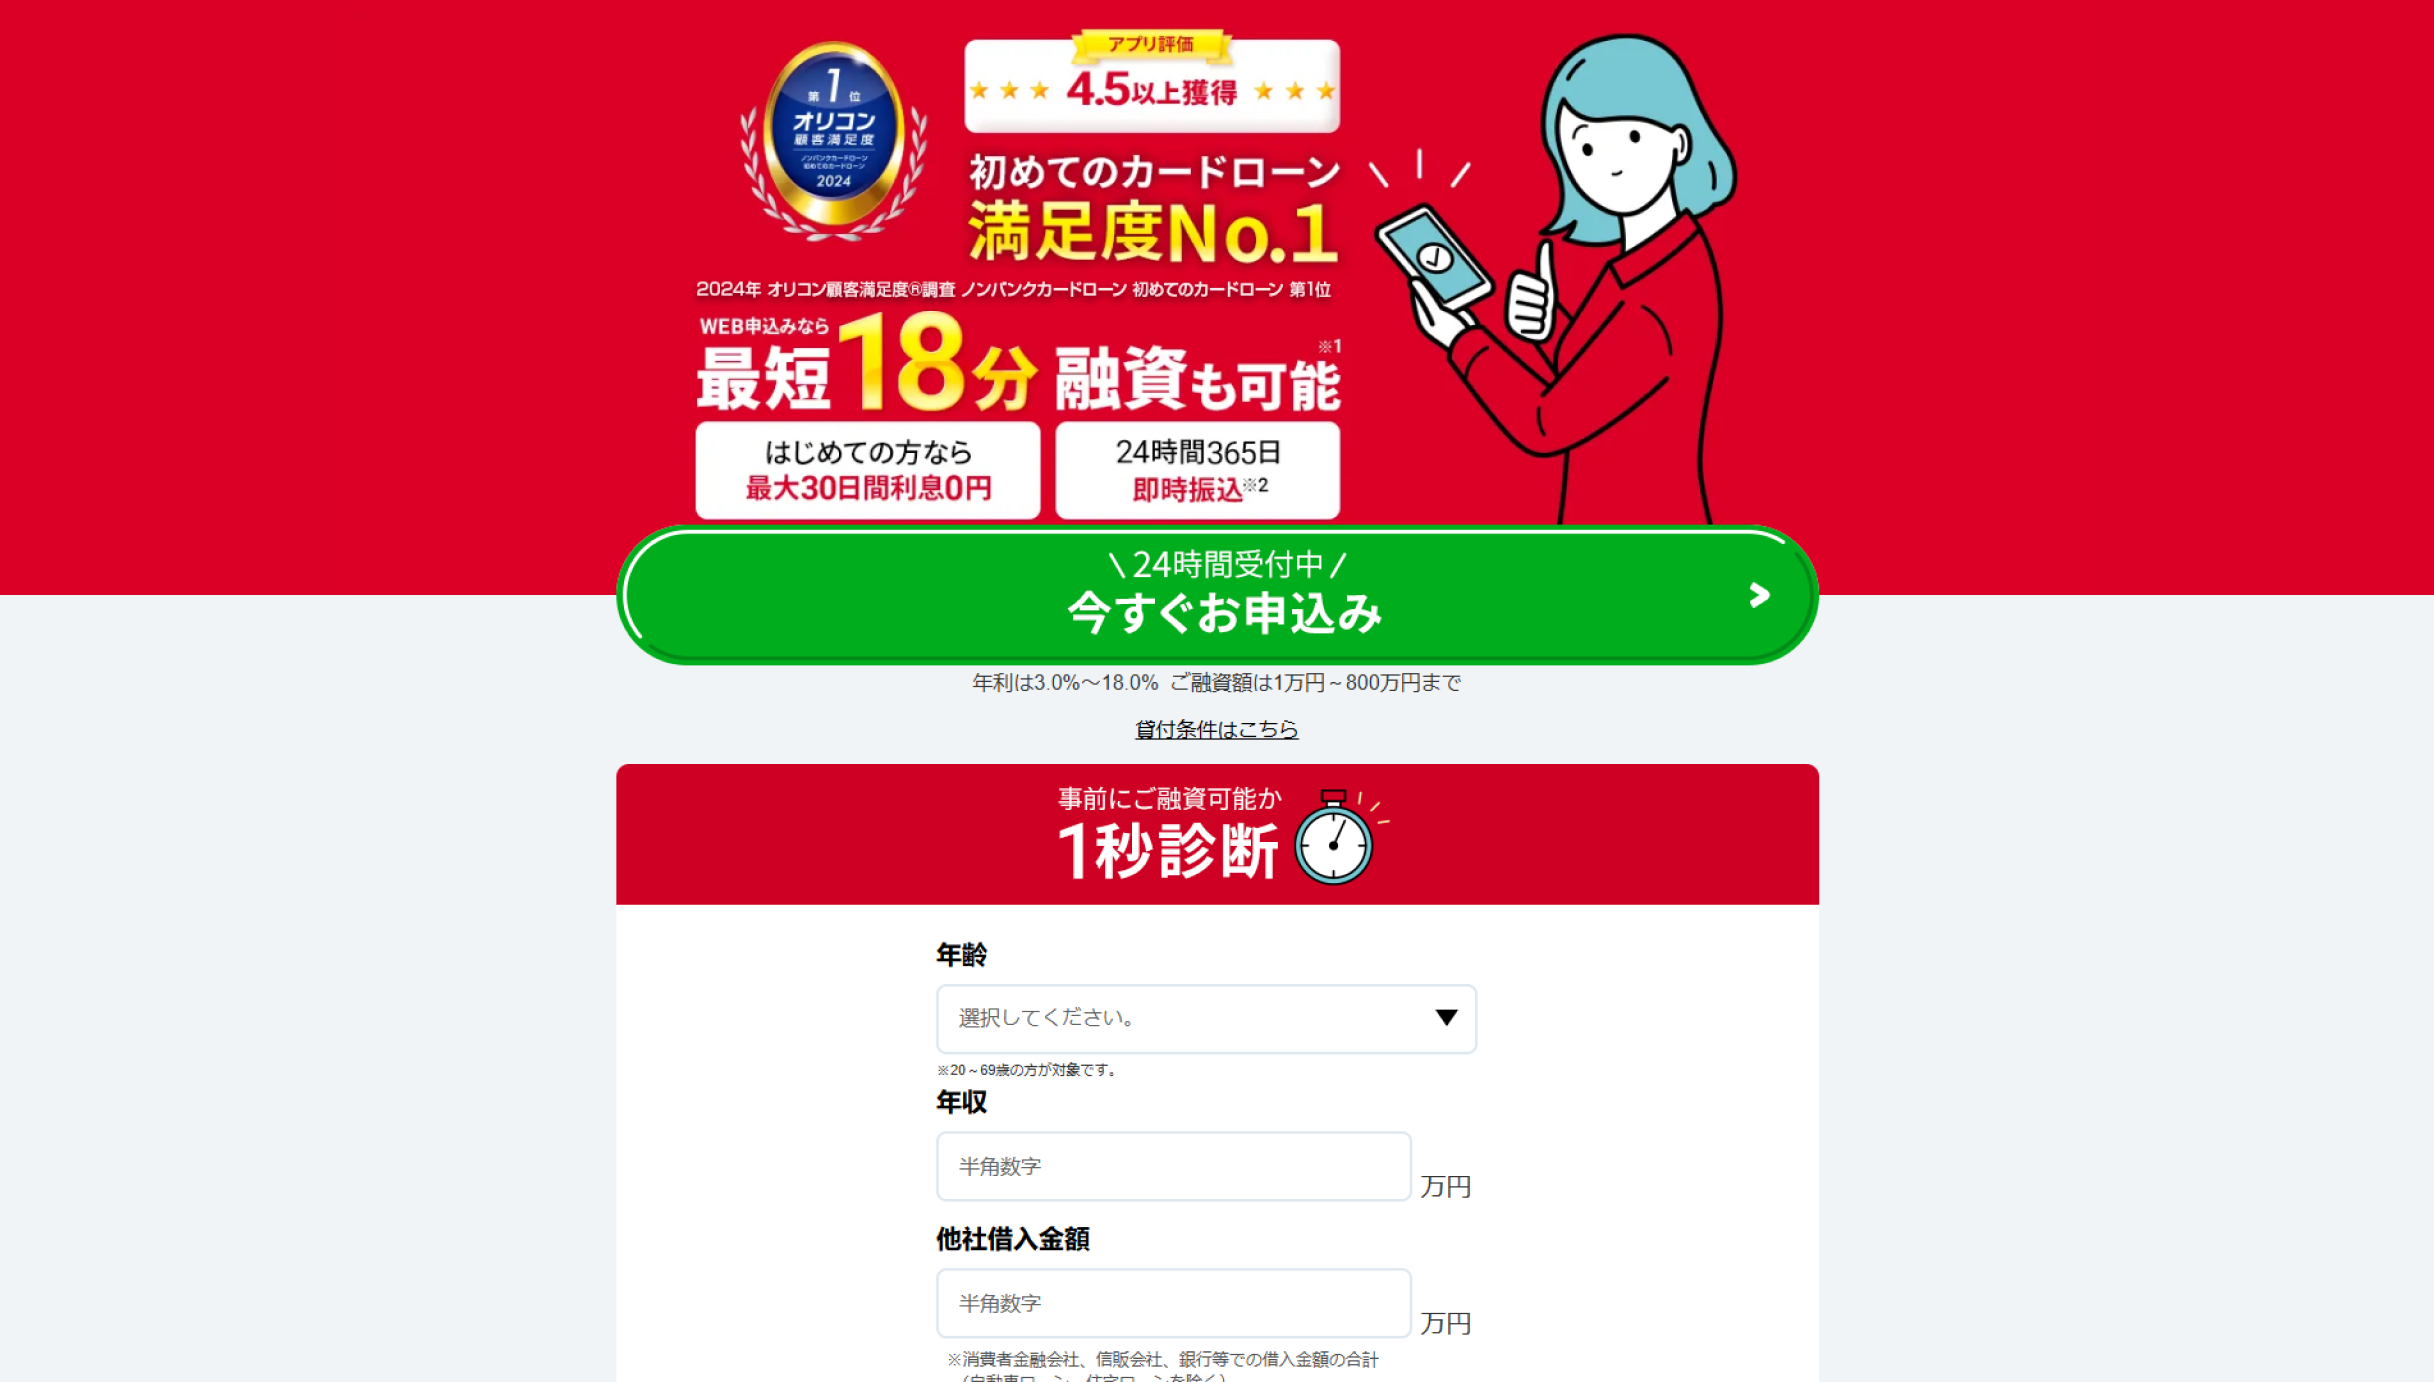 第1位
オリコン
顧客満足度
ノンバンクカードローン
初めてのカードローン
2024
アプリ評価
4.5以上獲得
初めてのカードローン
満足度No.1
2024年 オリコン顧客満足度®調査 ノンバンクカードローン 初めてのカードローン 第1位
WEB申込みなら
最短18分 融資も可能※1
はじめての方なら
最大30日間利息0円
24時間365日
即時振込※2
\24時間受付中/
今すぐお申込み
年利は3.0%～18.0% ご融資額は1万円～800万円まで
貸付条件はこちら
事前にご融資可能か
1秒診断
年齢
選択してください。
※20～69歳の方が対象です。
年収
半角数字
万円
他社借入金額
半角数字
万円
※消費者金融会社、信販会社、銀行等での借入金額の合計
（自動車ローン、住宅ローンを除く）